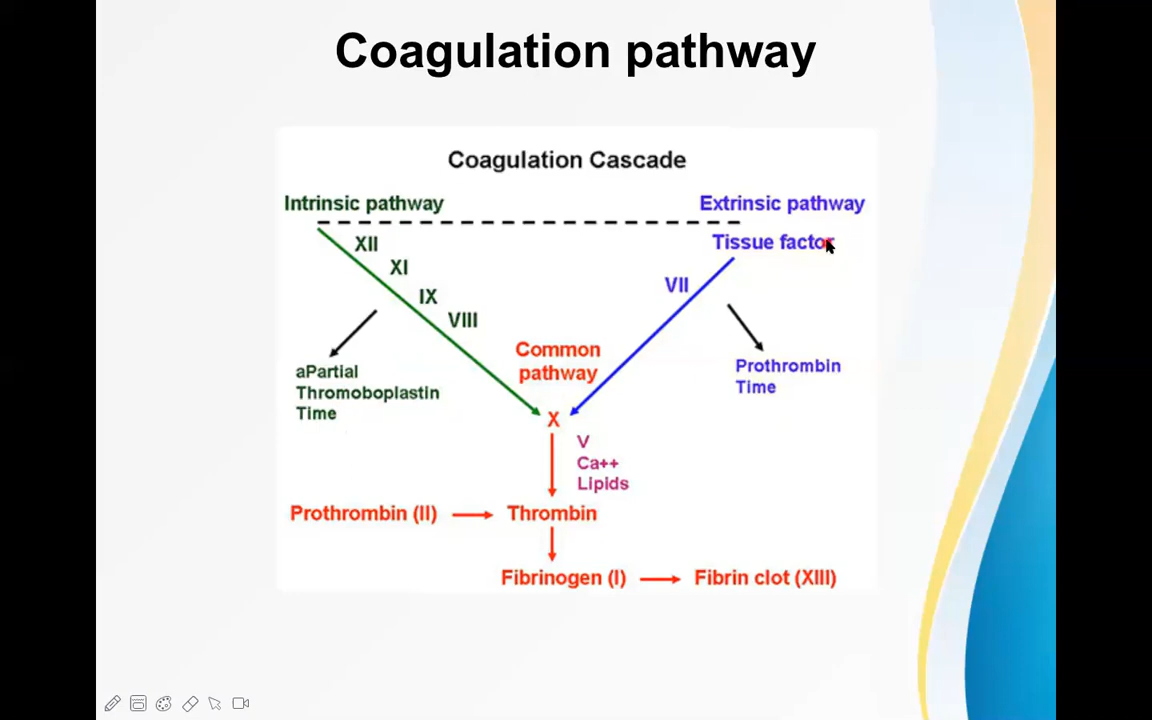 Coagulation pathway
Coagulation Cascade
Intrinsic pathway
Extrinsic pathway
Tissue factor
XII
XI
IX
VIII
VII
aPartial
Thromoboplastin
Time
Common
pathway
Prothrombin
Time
X
V
Ca++
Lipids
Prothrombin (II)
Thrombin
Fibrinogen (I)
Fibrin clot (XIII)